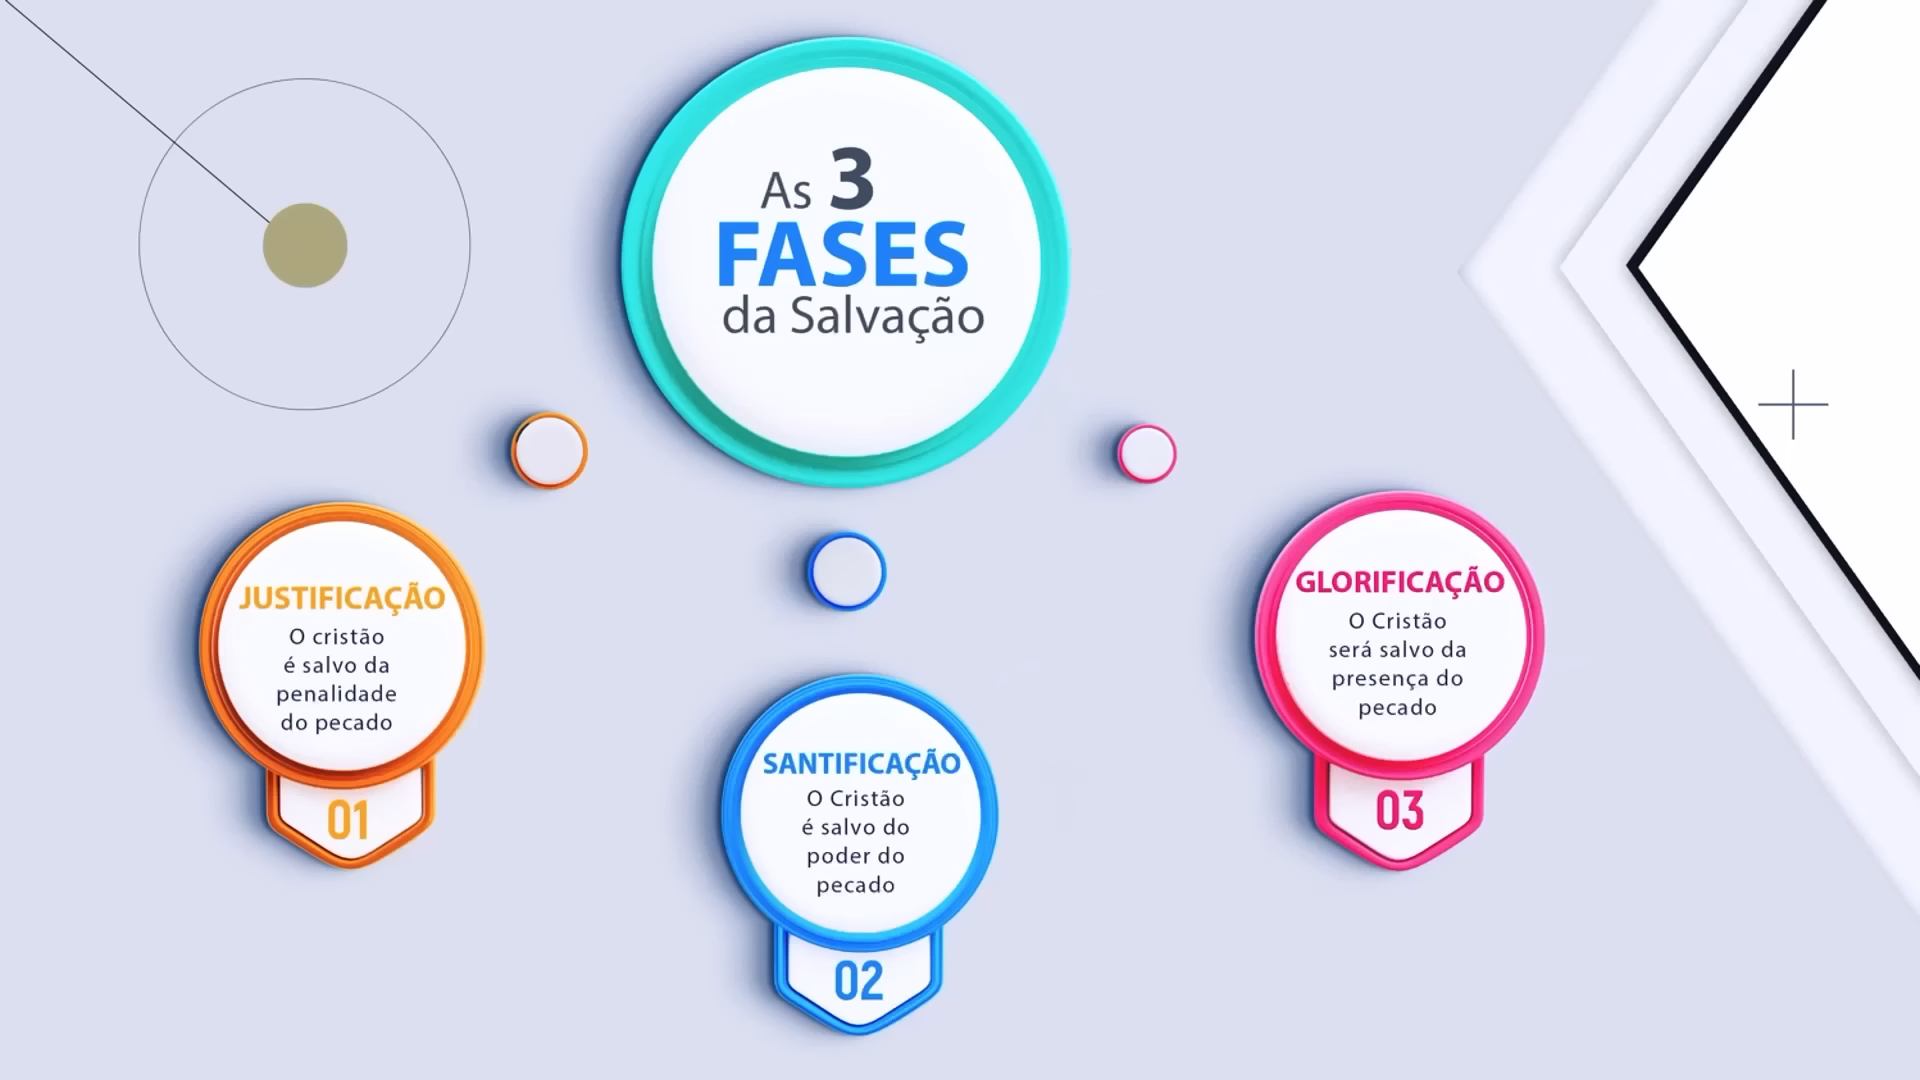 As 3
FASES
da Salvação
JUSTIFICAÇÃO
O cristão
é salvo da
penalidade
do pecado
01
SANTIFICAÇÃO
O Cristão
é salvo do
poder do
pecado
02
GLORIFICAÇÃO
O Cristão
será salvo da
presença do
pecado
03